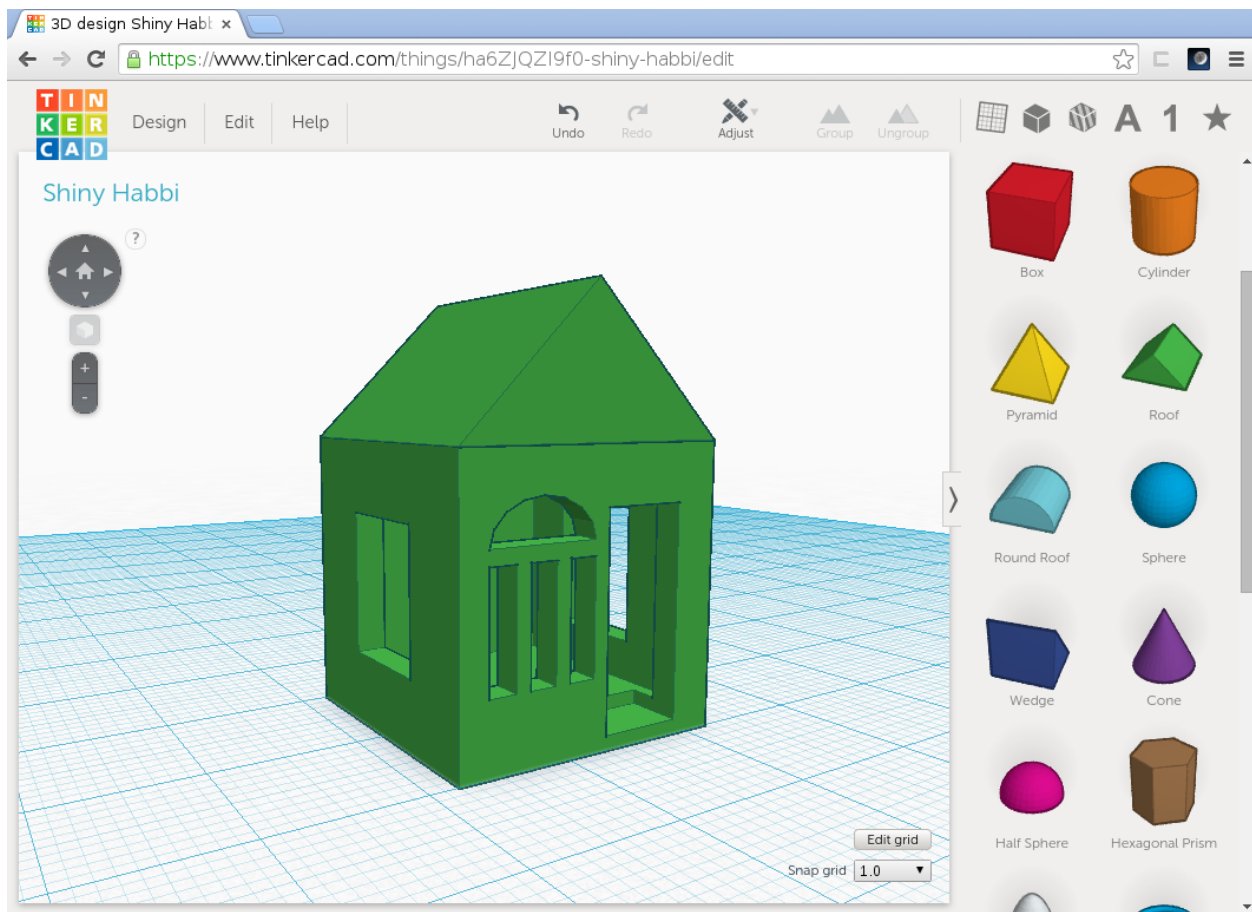 3D design Shiny Habb
https://www.tinkercad.com/things/ha6ZJQZI9f0-shiny-habbi/edit
TIN
KER
CAD
Design
Edit
Help
Undo
Redo
Adjust
Group
Ungroup
A
1
Shiny Habbi
?
+
-
Box
Cylinder
Pyramid
Roof
Round Roof
Sphere
Wedge
Cone
Half Sphere
Hexagonal Prism
Edit grid
Snap grid 1.0